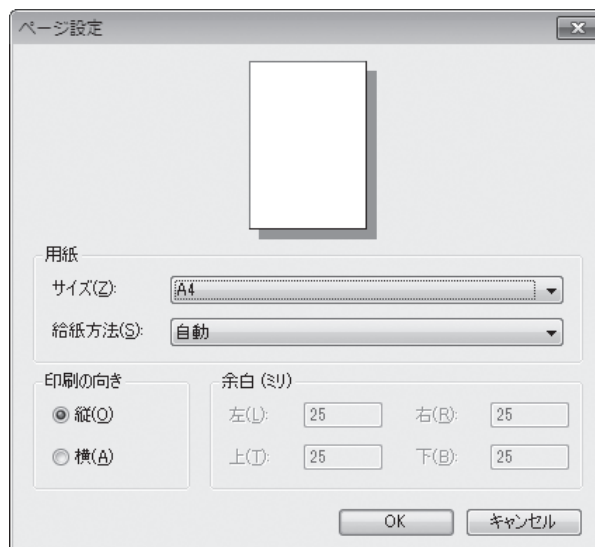 ページ設定
用紙
サイズ(Z): A4
給紙方法(S): 自動
印刷の向き
縦(O)
横(A)
余白 (ミリ)
左(L): 25 右(R): 25
上(T): 25 下(B): 25
OK キャンセル